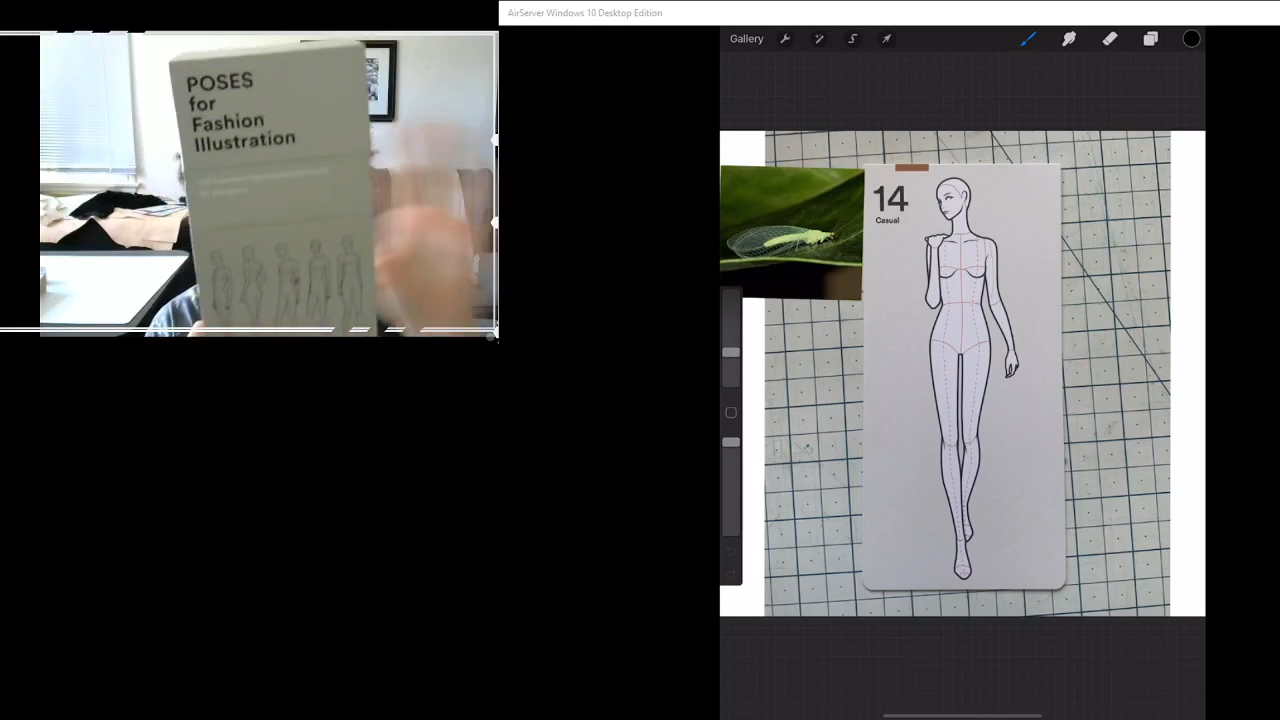 AirServer Windows 10 Desktop Edition
Gallery
POSES
for
Fashion
Illustration
14
Casual